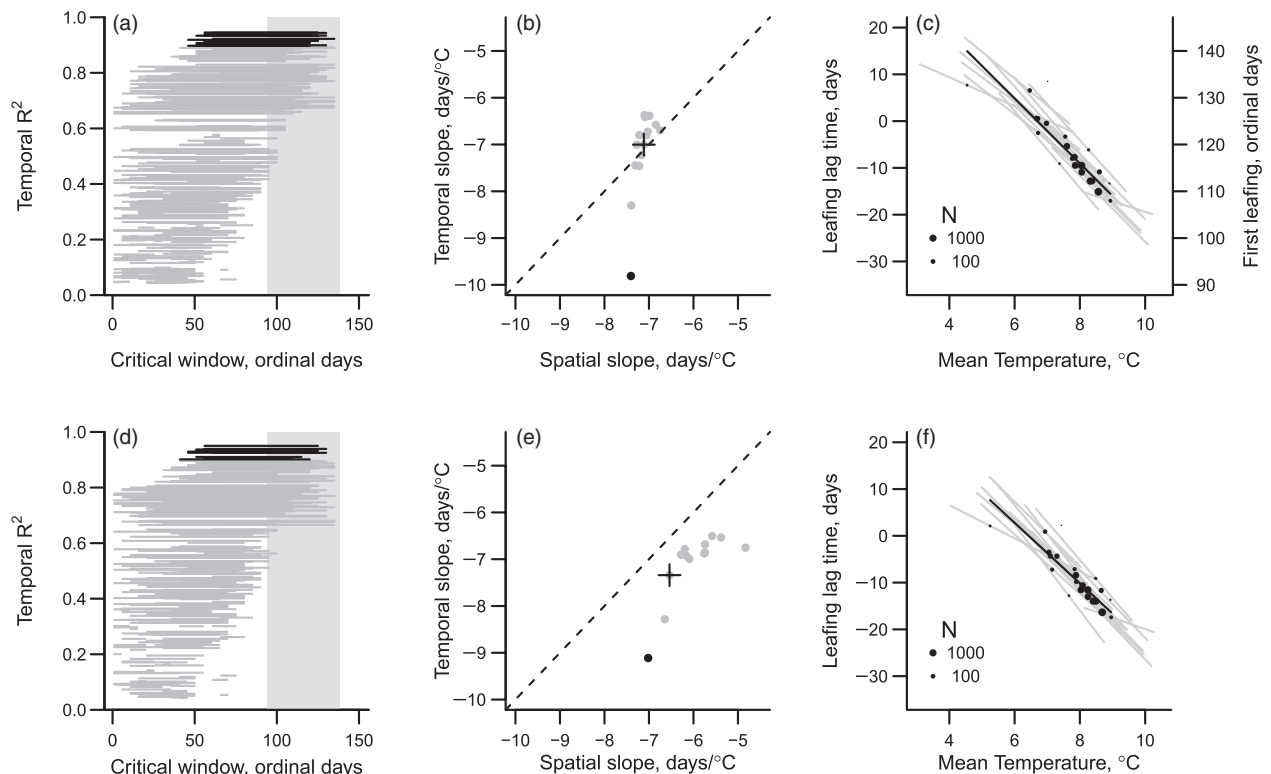 (a)
1.0
0.8
0.6
0.4
0.2
0.0
Temporal R²
0 50 100 150
Critical window, ordinal days
(b)
−5
−6
−7
−8
−9
−10
Temporal slope, days/°C
−10 −9 −8 −7 −6 −5
Spatial slope, days/°C
(c)
20
10
0
−10
−20
−30
Leafing lag time, days
140
130
120
110
100
90
First leafing, ordinal days
N
1000
100
4 6 8 10
Mean Temperature, °C
(d)
1.0
0.8
0.6
0.4
0.2
0.0
Temporal R²
0 50 100 150
Critical window, ordinal days
(e)
−5
−6
−7
−8
−9
−10
Temporal slope, days/°C
−10 −9 −8 −7 −6 −5
Spatial slope, days/°C
(f)
20
10
0
−10
−20
−30
Leafing lag time, days
N
1000
100
4 6 8 10
Mean Temperature, °C